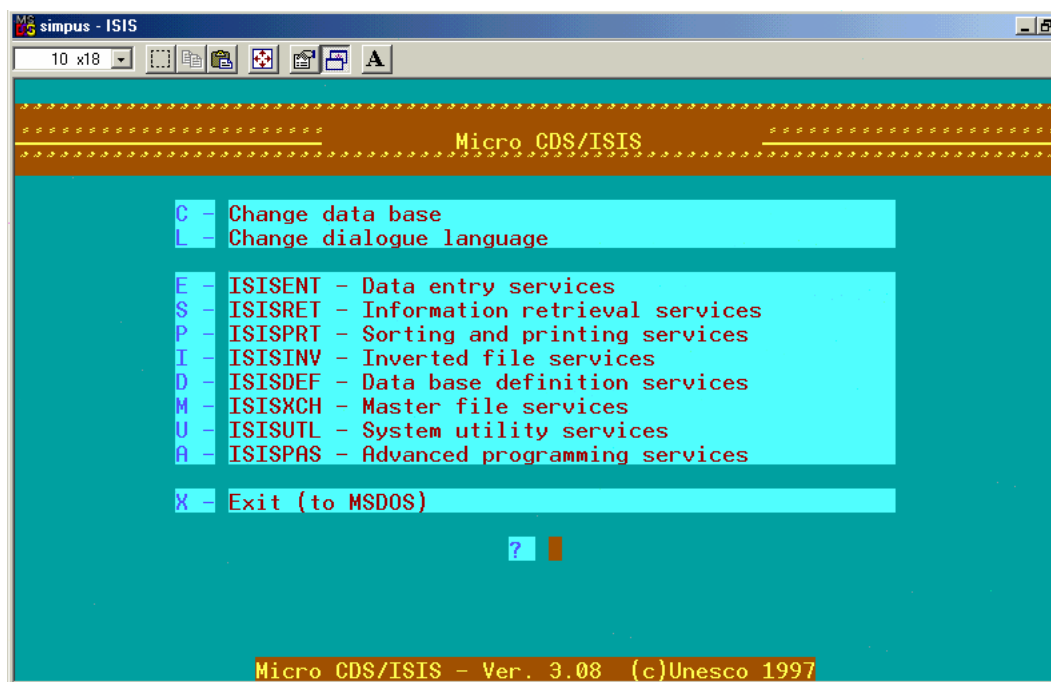 simpus - ISIS
10 x18 A
Micro CDS/ISIS
C - Change data base
L - Change dialogue language
E - ISISENT - Data entry services
S - ISISRET - Information retrieval services
P - ISISPRT - Sorting and printing services
I - ISISINV - Inverted file services
D - ISISDEF - Data base definition services
M - ISISXCH - Master file services
U - ISISUTL - System utility services
A - ISISPAS - Advanced programming services
X - Exit (to MSDOS)
?
Micro CDS/ISIS - Ver. 3.08 (c)Unesco 1997